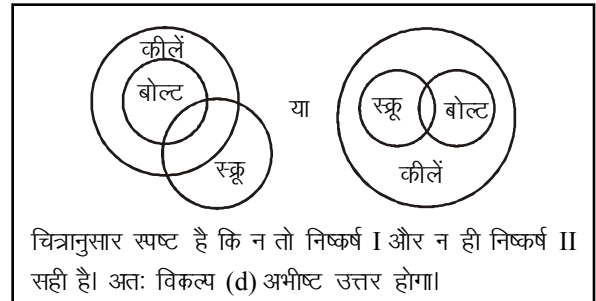 कीलें
बोल्ट
स्क्रू
या
स्क्रू बोल्ट
कीलें
चित्रानुसार स्पष्ट है कि न तो निष्कर्ष I और न ही निष्कर्ष II
सही है। अतः विकल्प (d) अभीष्ट उत्तर होगा।